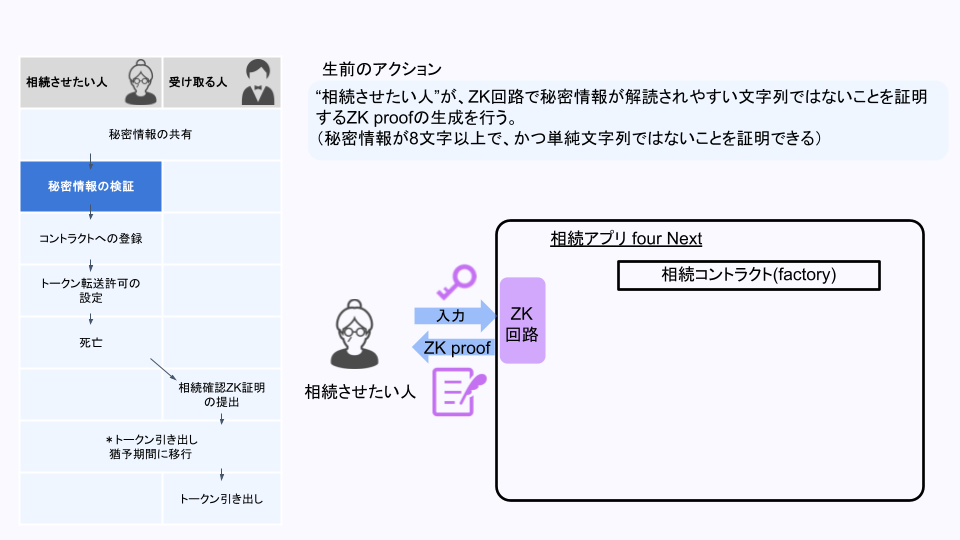 相続させたい人
受け取る人
秘密情報の共有
秘密情報の検証
コントラクトへの登録
トークン転送許可の
設定
死亡
相続確認ZK証明
の提出
*トークン引き出し
猶予期間に移行
トークン引き出し
生前のアクション
“相続させたい人”が、ZK回路で秘密情報が解読されやすい文字列ではないことを証明
するZK proofの生成を行う。
（秘密情報が8文字以上で、かつ単純文字列ではないことを証明できる）
相続アプリ four Next
相続コントラクト(factory)
入力
ZK
回路
ZK proof
相続させたい人